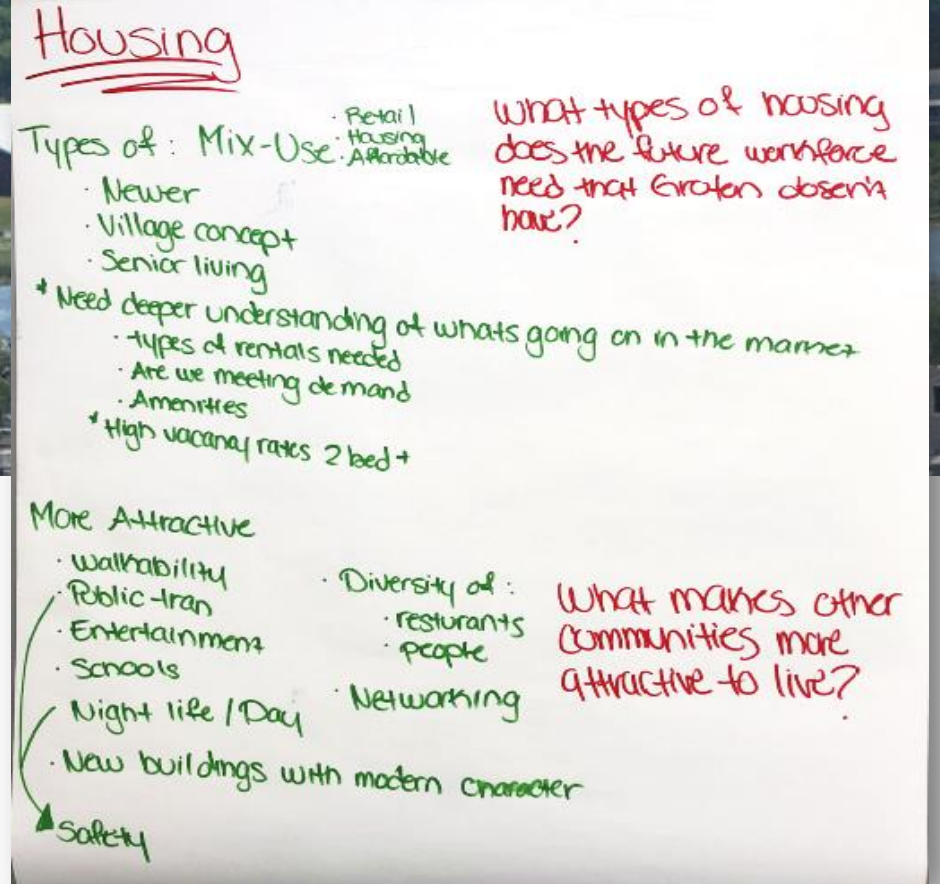 Housing
Types of: Mix-Use
· Retail
· Housing
· Affordable
· Newer
· Village concept
· Senior living
* Need deeper understanding of whats going on in the market
· types of rentals needed
· Are we meeting demand
· Amenities
* High vacancy rates 2 bed +
What types of housing
does the future workforce
need that Groton dosen't
have?
More Attractive
· Walkability
· Public tran
· Entertainment
· Schools
· Night life / Day
· New buildings with modern character
Safety
· Diversity of:
· resturants
· people
· Networking
What makes other
communities more
attractive to live?